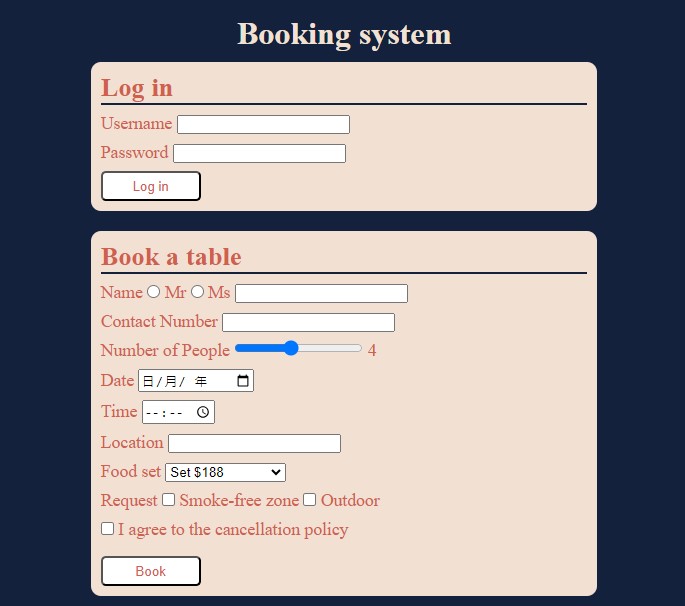 Booking system
Log in
Username
Password
Log in
Book a table
Name Mr Ms
Contact Number
Number of People 4
Date 日/月/ 年
Time --:--
Location
Food set Set $188
Request Smoke-free zone Outdoor
I agree to the cancellation policy
Book